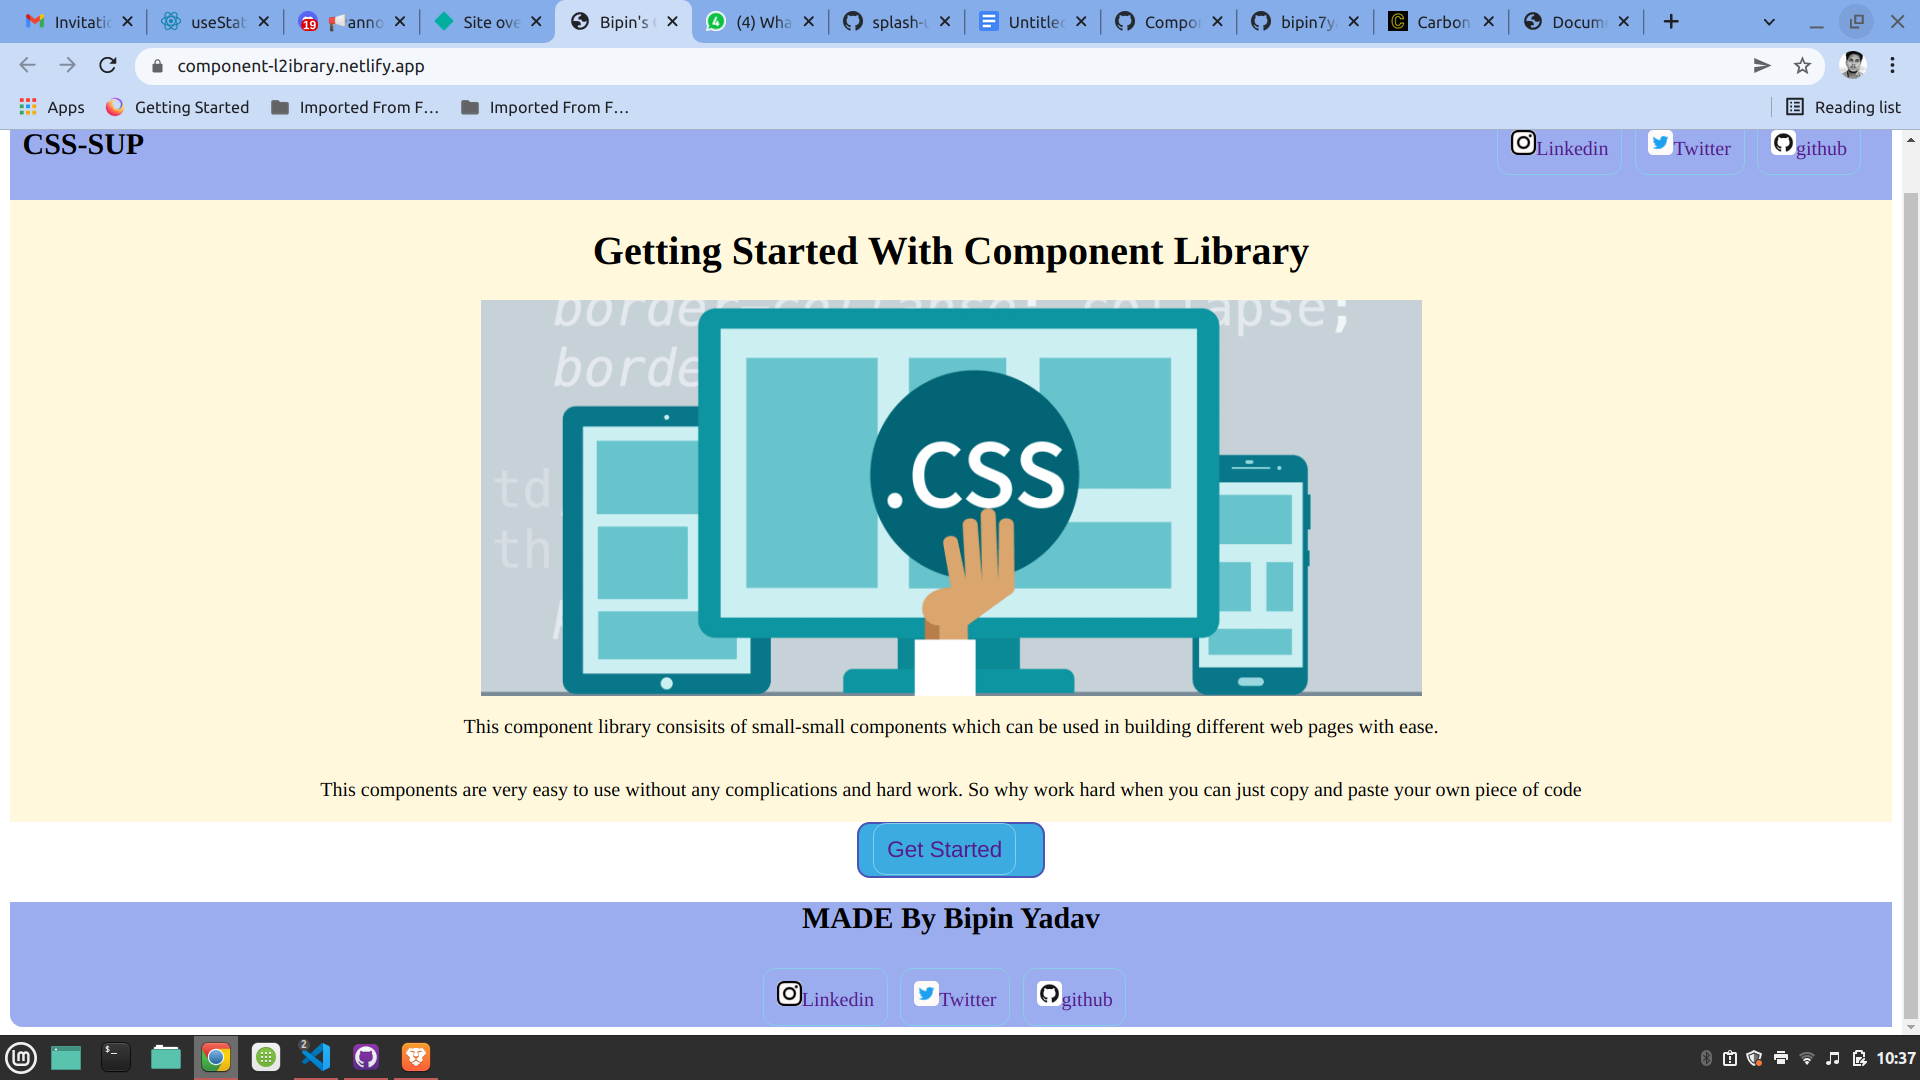 Invitatio
useStat
19
anno
Site ove
Bipin's C
4
(4) Wha
splash-u
Untitled
Compor
bipin7ya
Carbon
Docume
component-l2ibrary.netlify.app
Apps
Getting Started
Imported From F...
Imported From F...
Reading list
CSS-SUP
Linkedin
Twitter
github
Getting Started With Component Library
border-collapse: collapse;
borde
td
th
.CSS
This component library consisits of small-small components which can be used in building different web pages with ease.
This components are very easy to use without any complications and hard work. So why work hard when you can just copy and paste your own piece of code
Get Started
MADE By Bipin Yadav
Linkedin
Twitter
github
2
10:37